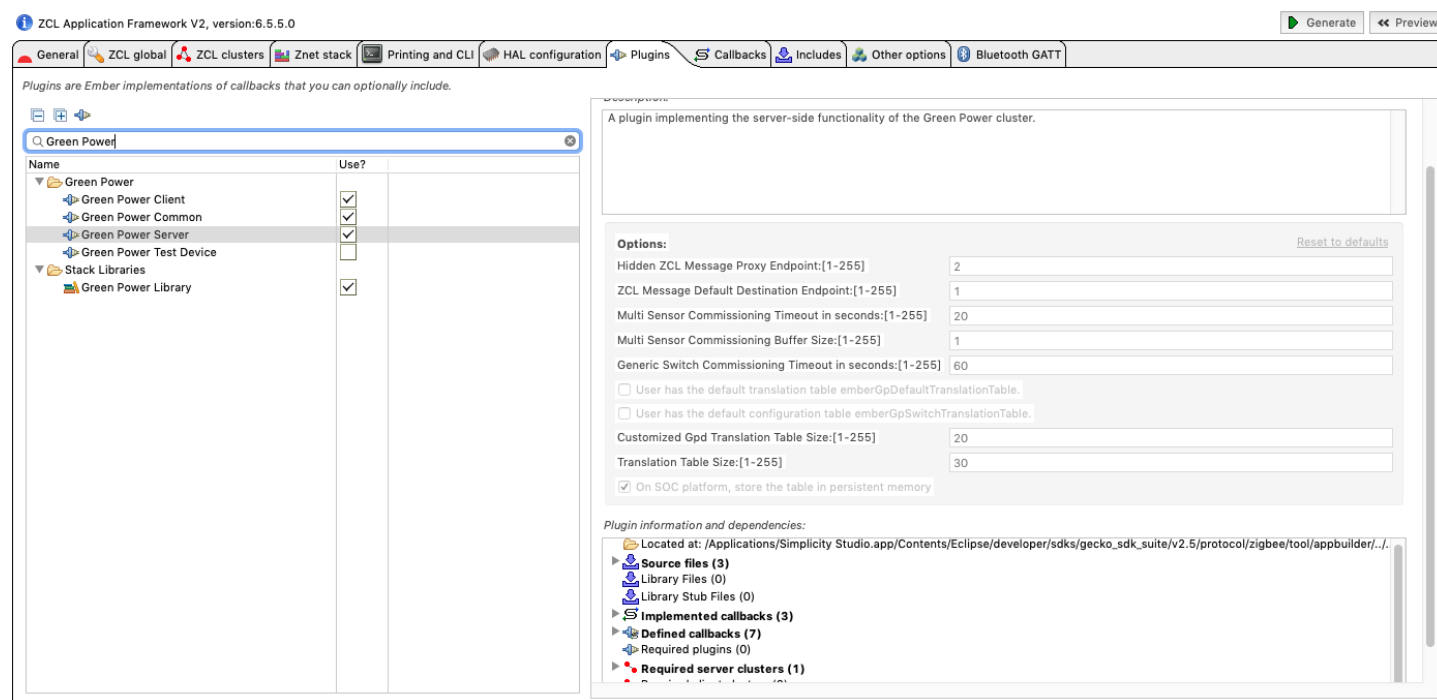 ZCL Application Framework V2, version:6.5.5.0
Generate
Preview
General
ZCL global
ZCL clusters
Znet stack
Printing and CLI
HAL configuration
Plugins
Callbacks
Includes
Other options
Bluetooth GATT
Plugins are Ember implementations of callbacks that you can optionally include.
Green Power
Name Use?
Green Power
Green Power Client
Green Power Common
Green Power Server
Green Power Test Device
Stack Libraries
Green Power Library
Description:
A plugin implementing the server-side functionality of the Green Power cluster.
Options: Reset to defaults
Hidden ZCL Message Proxy Endpoint:[1-255] 2
ZCL Message Default Destination Endpoint:[1-255] 1
Multi Sensor Commissioning Timeout in seconds:[1-255] 20
Multi Sensor Commissioning Buffer Size:[1-255] 1
Generic Switch Commissioning Timeout in seconds:[1-255] 60
User has the default translation table emberGpDefaultTranslationTable.
User has the default configuration table emberGpSwitchTranslationTable.
Customized Gpd Translation Table Size:[1-255] 20
Translation Table Size:[1-255] 30
On SOC platform, store the table in persistent memory
Plugin information and dependencies:
Located at: /Applications/Simplicity Studio.app/Contents/Eclipse/developer/sdks/gecko_sdk_suite/v2.5/protocol/zigbee/tool/appbuilder/../.
Source files (3)
Library Files (0)
Library Stub Files (0)
Implemented callbacks (3)
Defined callbacks (7)
Required plugins (0)
Required server clusters (1)